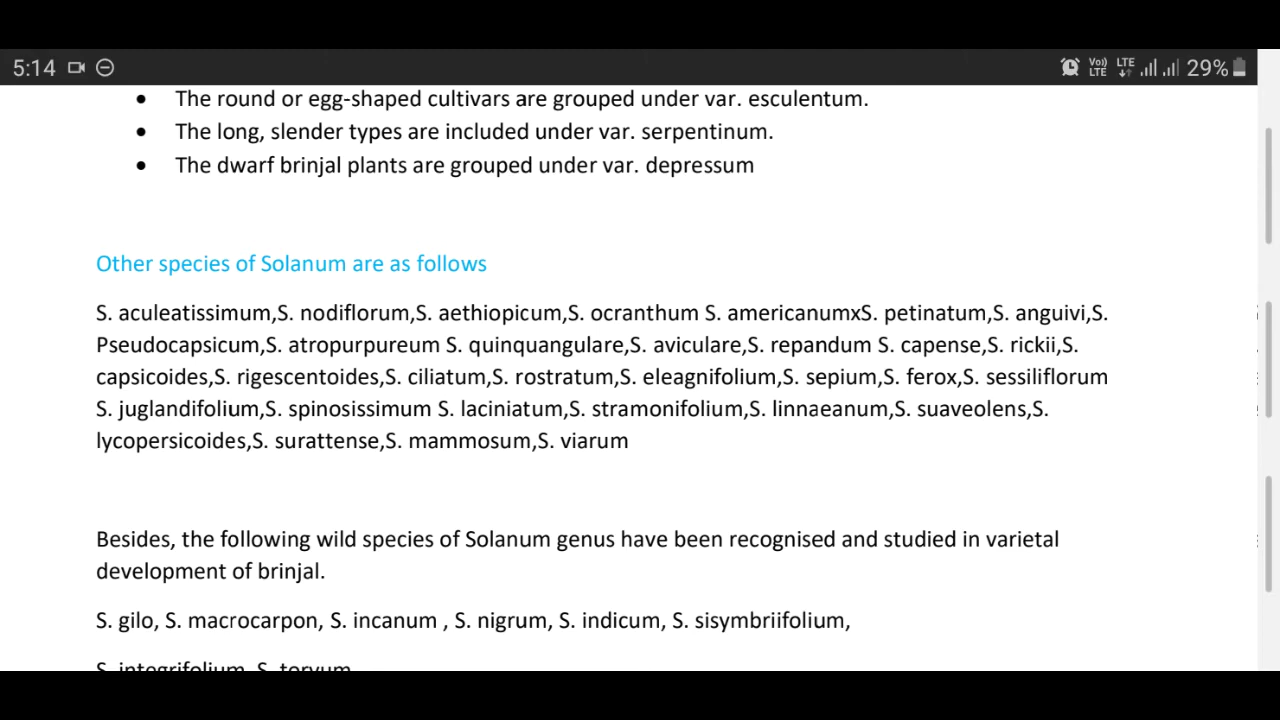 5:14 Vo)) LTE LTE 29%
• The round or egg-shaped cultivars are grouped under var. esculentum.
• The long, slender types are included under var. serpentinum.
• The dwarf brinjal plants are grouped under var. depressum
Other species of Solanum are as follows
S. aculeatissimum,S. nodiflorum,S. aethiopicum,S. ocranthum S. americanumxS. petinatum,S. anguivi,S.
Pseudocapsicum,S. atropurpureum S. quinquangulare,S. aviculare,S. repandum S. capense,S. rickii,S.
capsicoides,S. rigescentoides,S. ciliatum,S. rostratum,S. eleagnifolium,S. sepium,S. ferox,S. sessiliflorum
S. juglandifolium,S. spinosissimum S. laciniatum,S. stramonifolium,S. linnaeanum,S. suaveolens,S.
lycopersicoides,S. surattense,S. mammosum,S. viarum
Besides, the following wild species of Solanum genus have been recognised and studied in varietal
development of brinjal.
S. gilo, S. macrocarpon, S. incanum , S. nigrum, S. indicum, S. sisymbriifolium,
S. integrifolium, S. torvum